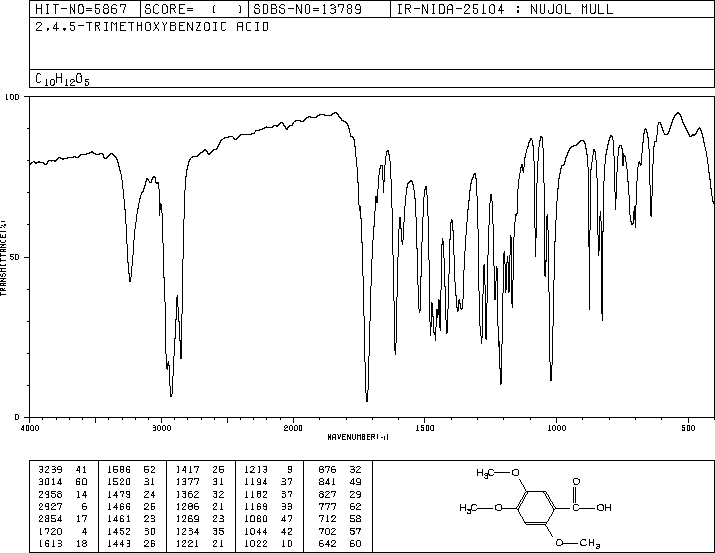 HIT-NO=5867 SCORE= ( ) SDBS-NO=13789 IR-NIDA-25104 : NUJOL MULL
2,4,5-TRIMETHOXYBENZOIC ACID
C10H12O5
100
50
0
TRANSMITTANCE(%)
4000 3000 2000 1500 1000 500
WAVENUMBER(-1)
3239 41 1586 52 1417 26 1213 9 876 32
3014 60 1520 31 1377 31 1194 37 841 49
2958 14 1479 24 1362 32 1182 37 827 29
2927 6 1466 26 1286 21 1169 33 777 62
2854 17 1461 23 1269 23 1080 47 712 58
1720 4 1452 30 1234 35 1044 42 702 57
1613 18 1443 26 1221 21 1022 10 642 60
H3C O O
H3C O OH
O CH3